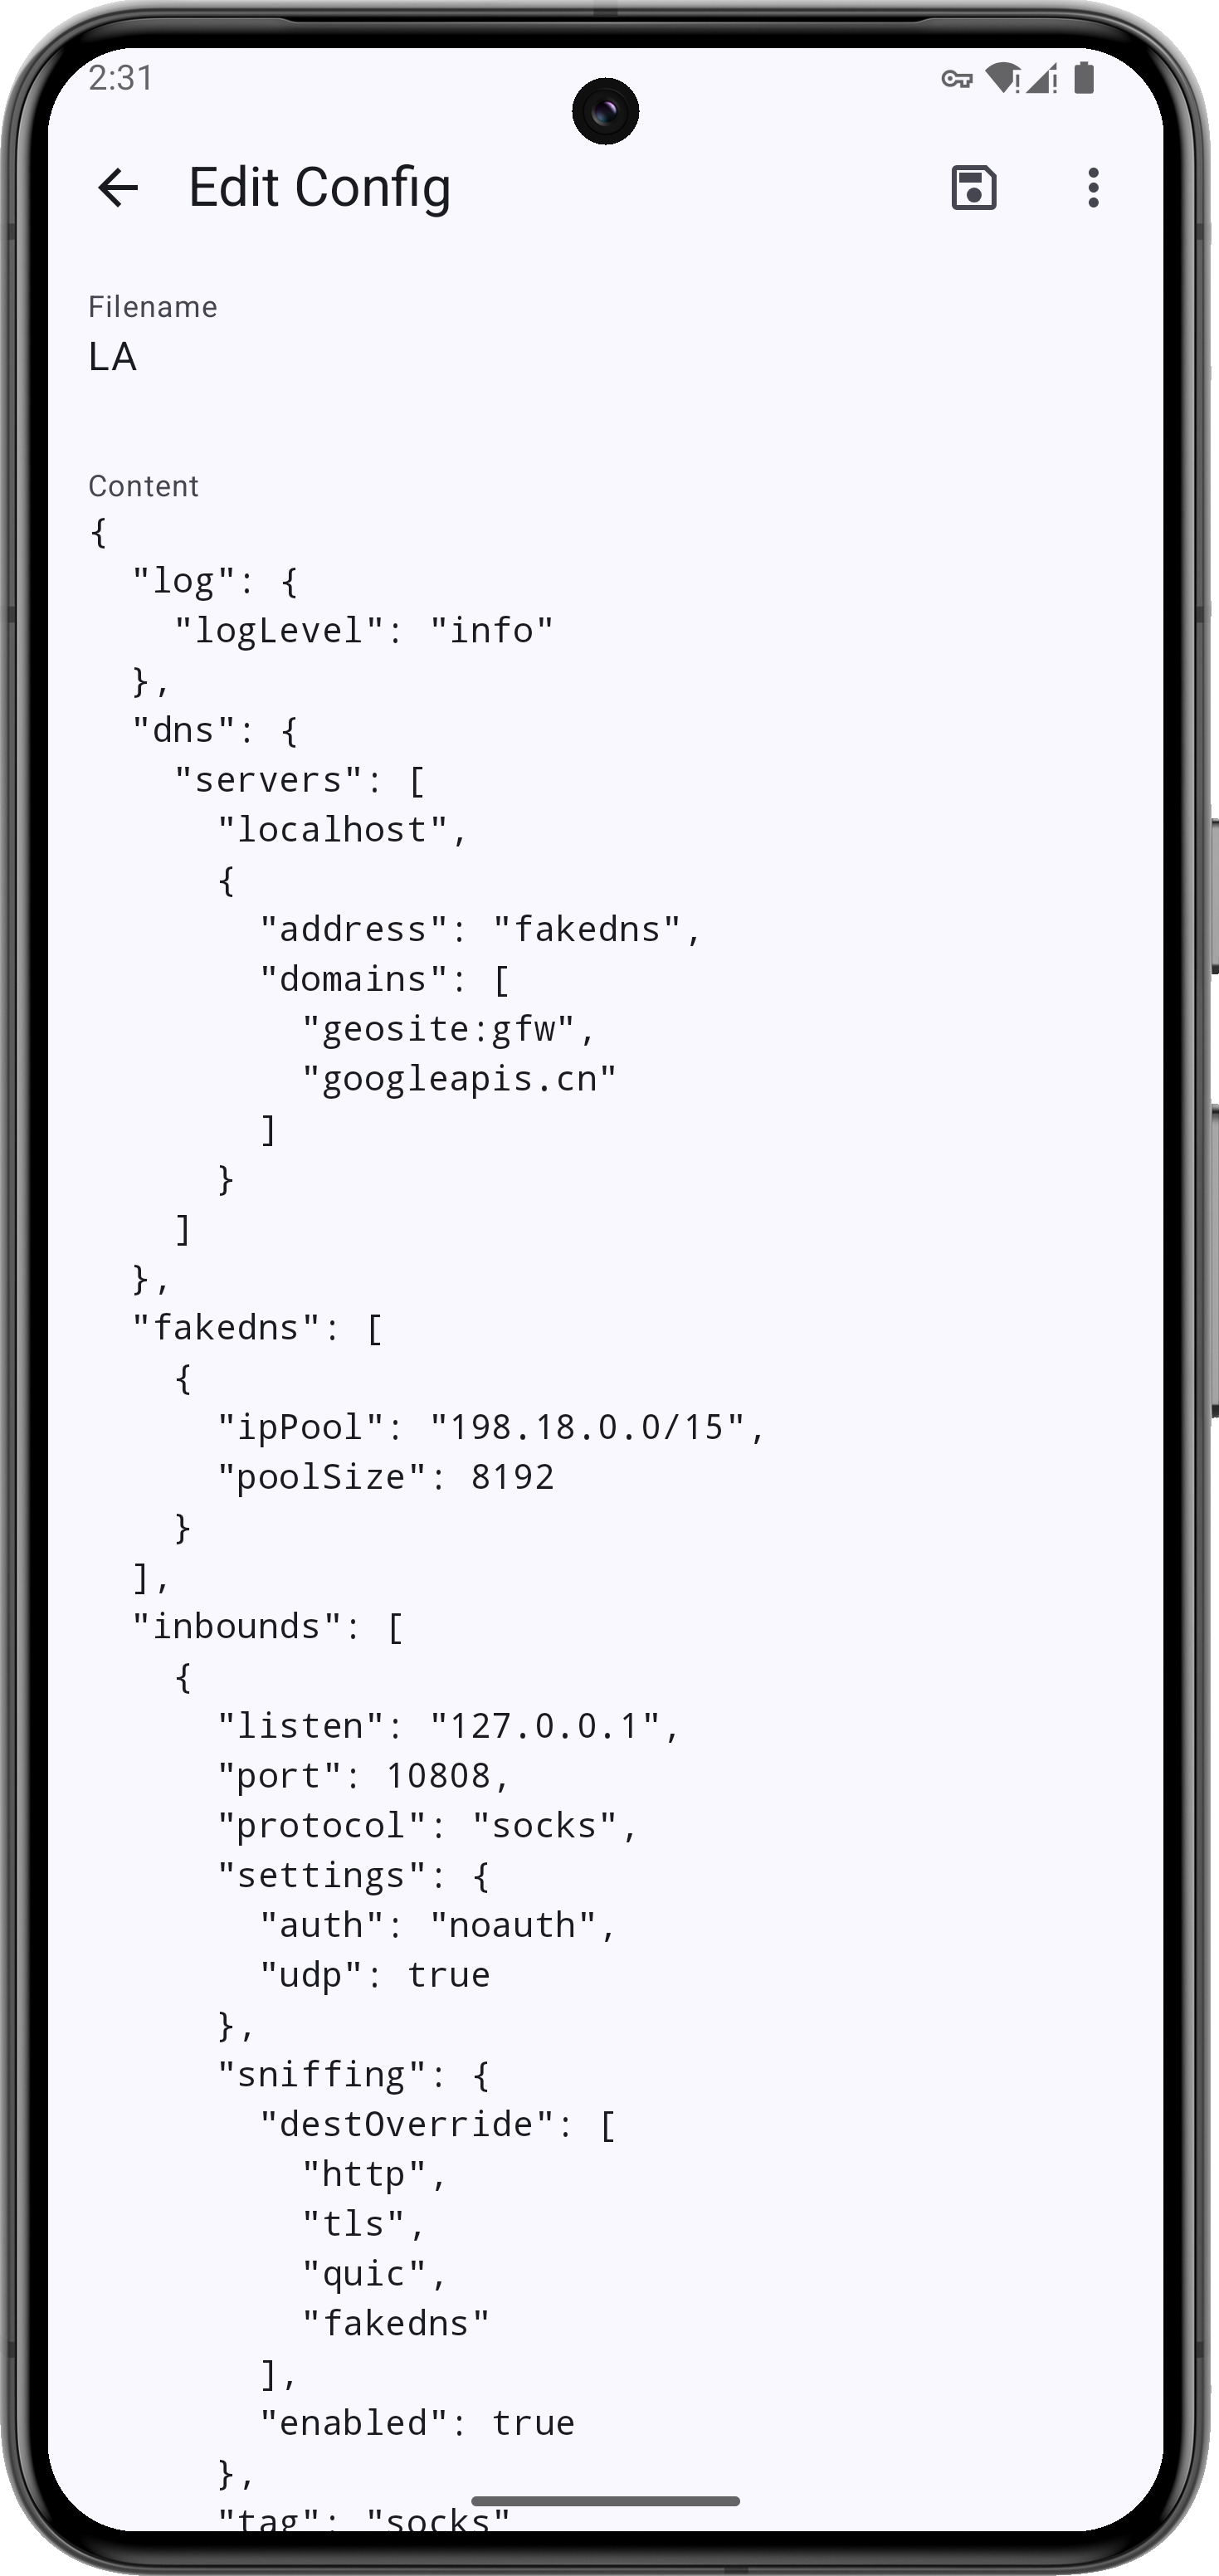 2:31
Edit Config
Filename
LA
Content
{
  "log": {
    "logLevel": "info"
  },
  "dns": {
    "servers": [
      "localhost",
      {
        "address": "fakedns",
        "domains": [
          "geosite:gfw",
          "googleapis.cn"
        ]
      }
    ]
  },
  "fakedns": [
    {
      "ipPool": "198.18.0.0/15",
      "poolSize": 8192
    }
  ],
  "inbounds": [
    {
      "listen": "127.0.0.1",
      "port": 10808,
      "protocol": "socks",
      "settings": {
        "auth": "noauth",
        "udp": true
      },
      "sniffing": {
        "destOverride": [
          "http",
          "tls",
          "quic",
          "fakedns"
        ],
        "enabled": true
      },
      "tag": "socks"